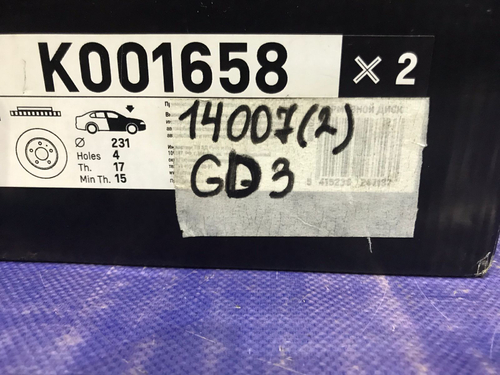 K001658 × 2
14007(2)
⌀ 231
Holes 4
Th. 17
Min Th. 15
GD3